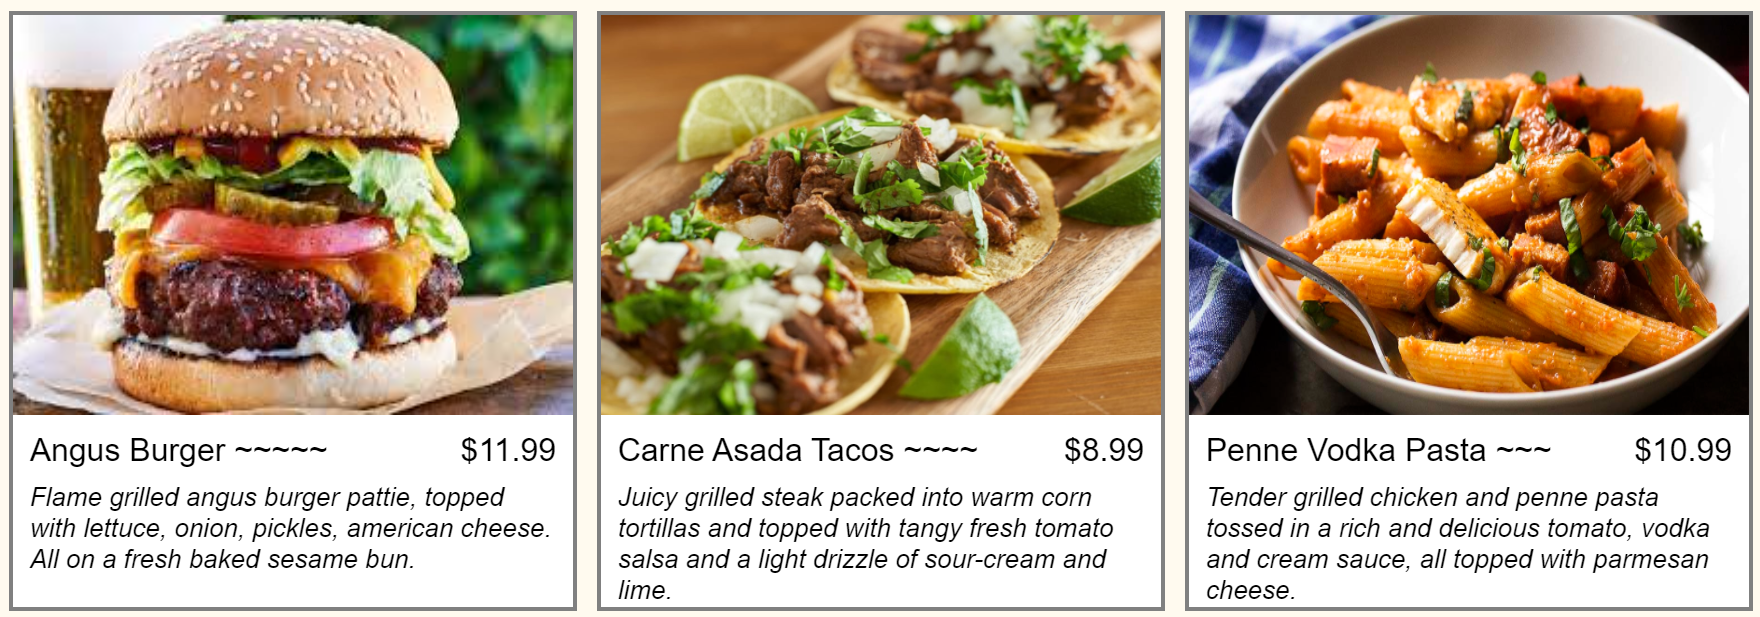 Angus Burger ~~~~~ $11.99
Flame grilled angus burger pattie, topped
with lettuce, onion, pickles, american cheese.
All on a fresh baked sesame bun.
Carne Asada Tacos ~~~~ $8.99
Juicy grilled steak packed into warm corn
tortillas and topped with tangy fresh tomato
salsa and a light drizzle of sour-cream and
lime.
Penne Vodka Pasta ~~~ $10.99
Tender grilled chicken and penne pasta
tossed in a rich and delicious tomato, vodka
and cream sauce, all topped with parmesan
cheese.